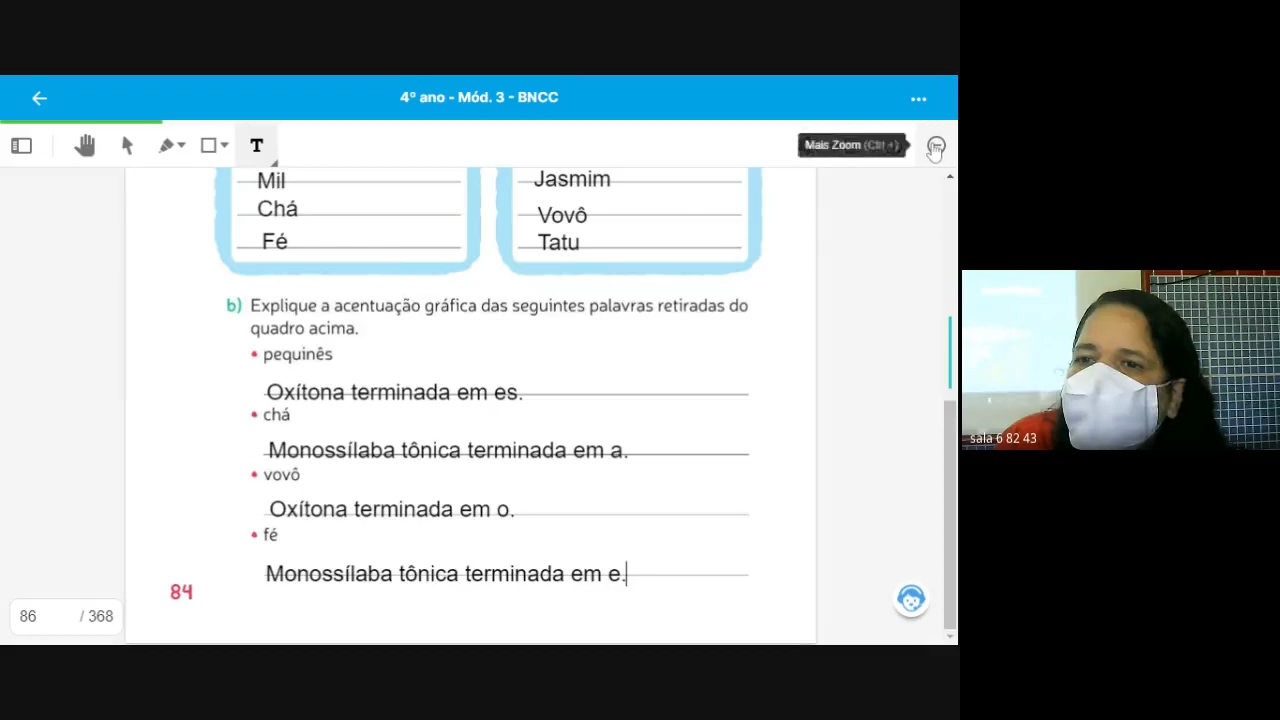 4º ano - Mód. 3 - BNCC
T
Mais Zoom (Ctrl +)
Mil
Chá
Fé
Jasmim
Vovô
Tatu
b) Explique a acentuação gráfica das seguintes palavras retiradas do
quadro acima.
• pequinês
Oxítona terminada em es.
• chá
Monossílaba tônica terminada em a.
• vovô
Oxítona terminada em o.
• fé
Monossílaba tônica terminada em e.
84
86 / 368
sala 6 82 43